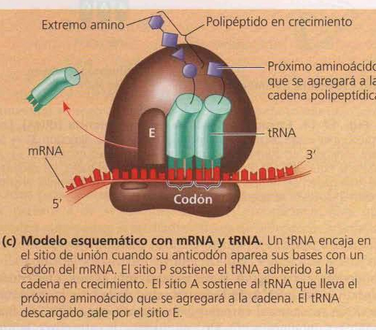 Extremo amino
Polipéptido en crecimiento
Próximo aminoácido
que se agregará a la
cadena polipeptídica
E
tRNA
mRNA
3'
5'
Codón
(c) Modelo esquemático con mRNA y tRNA. Un tRNA encaja en
el sitio de unión cuando su anticodón aparea sus bases con un
codón del mRNA. El sitio P sostiene el tRNA adherido a la
cadena en crecimiento. El sitio A sostiene al tRNA que lleva el
próximo aminoácido que se agregará a la cadena. El tRNA
descargado sale por el sitio E.